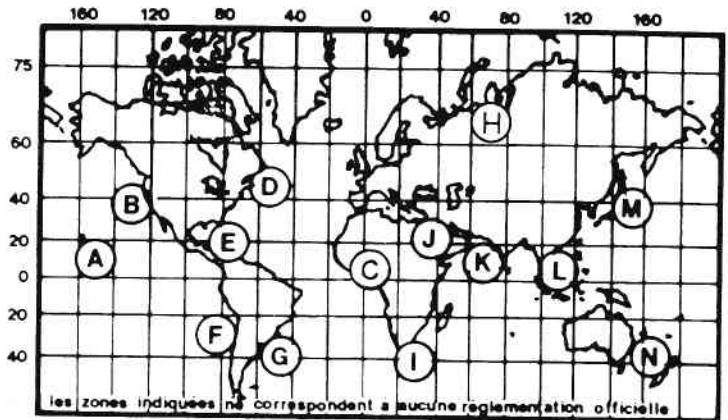 160 120 80 40 0 40 80 120 160
75
60
H
D
40
B
M
20
E
J
A
C
K
L
0
20
F
40
G
I
N
les zones indiquées ne correspondent à aucune réglementation officielle